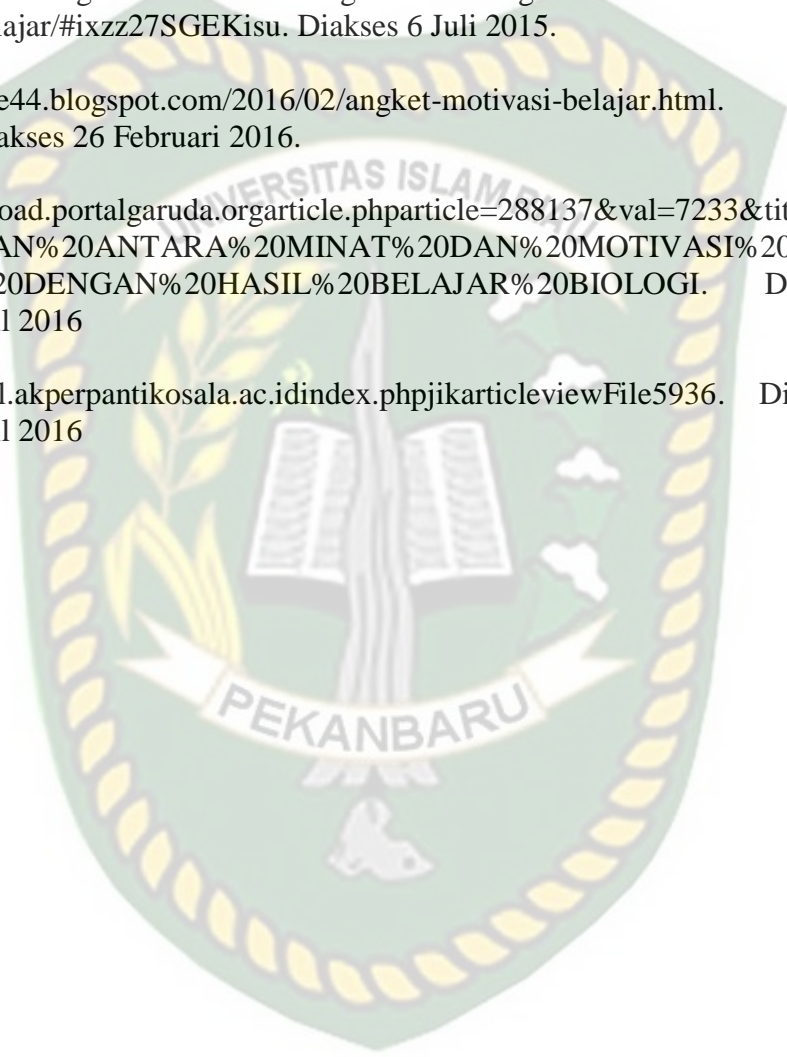 lajar/#ixzz27SGEKisu. Diakses 6 Juli 2015.
e44.blogspot.com/2016/02/angket-motivasi-belajar.html.
akses 26 Februari 2016.
UNIVERSITAS ISLAM RIAU
oad.portalgaruda.orgarticle.phparticle=288137&val=7233&tit
AN%20ANTARA%20MINAT%20DAN%20MOTIVASI%20
20DENGAN%20HASIL%20BELAJAR%20BIOLOGI. D
l 2016
l.akperpantikosala.ac.idindex.phpjikarticleviewFile5936. Di
l 2016
PEKANBARU